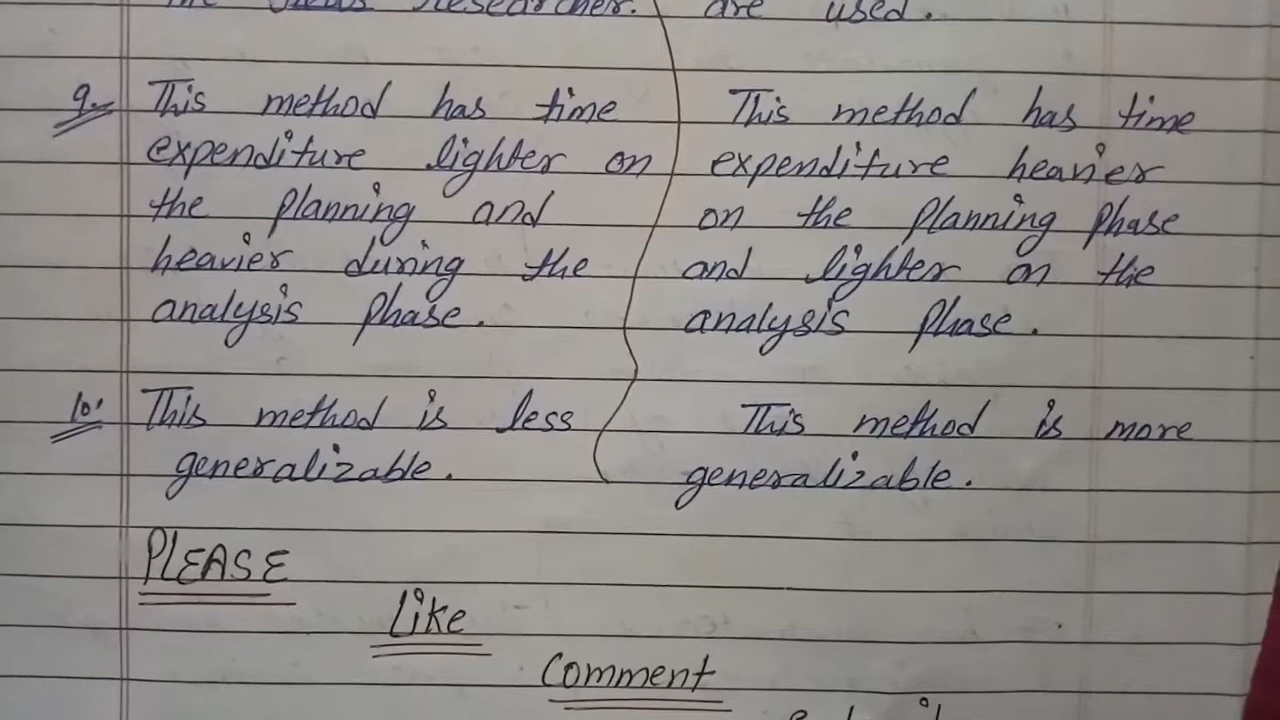 Researcher. are used.
9. This method has time
expenditure lighter on
the planning and
heavier during the
analysis phase.
This method has time
expenditure heavier
on the planning phase
and lighter on the
analysis phase.
10. This method is less
generalizable.
This method is more
generalizable.
PLEASE
Like
Comment